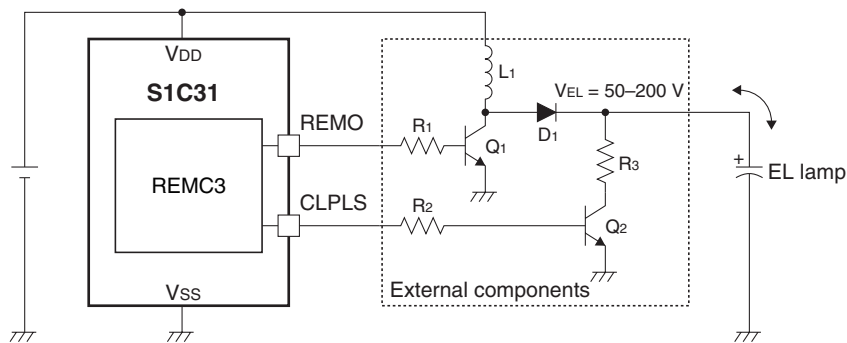 VDD
S1C31
REMC3
REMO
CLPLS
VSS
R1
R2
L1
Q1
VEL = 50–200 V
D1
R3
Q2
External components
+
EL lamp